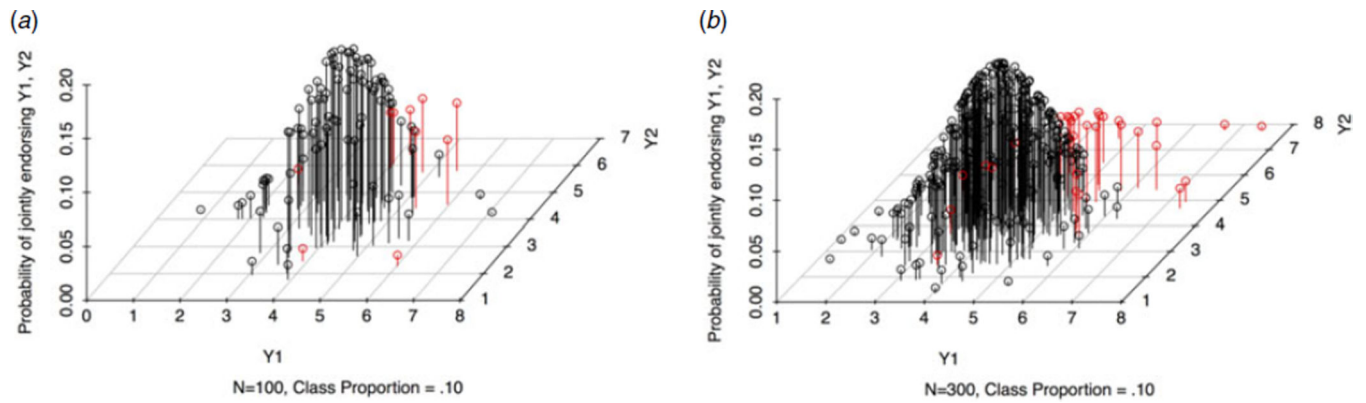 (a)
Probability of jointly endorsing Y1, Y2
0.00 0.05 0.10 0.15 0.20
0 1 2 3 4 5 6 7 8
Y1
1 2 3 4 5 6 7
Y2
N=100, Class Proportion = .10
(b)
Probability of jointly endorsing Y1, Y2
0.00 0.05 0.10 0.15 0.20
1 2 3 4 5 6 7 8
Y1
1 2 3 4 5 6 7 8
Y2
N=300, Class Proportion = .10